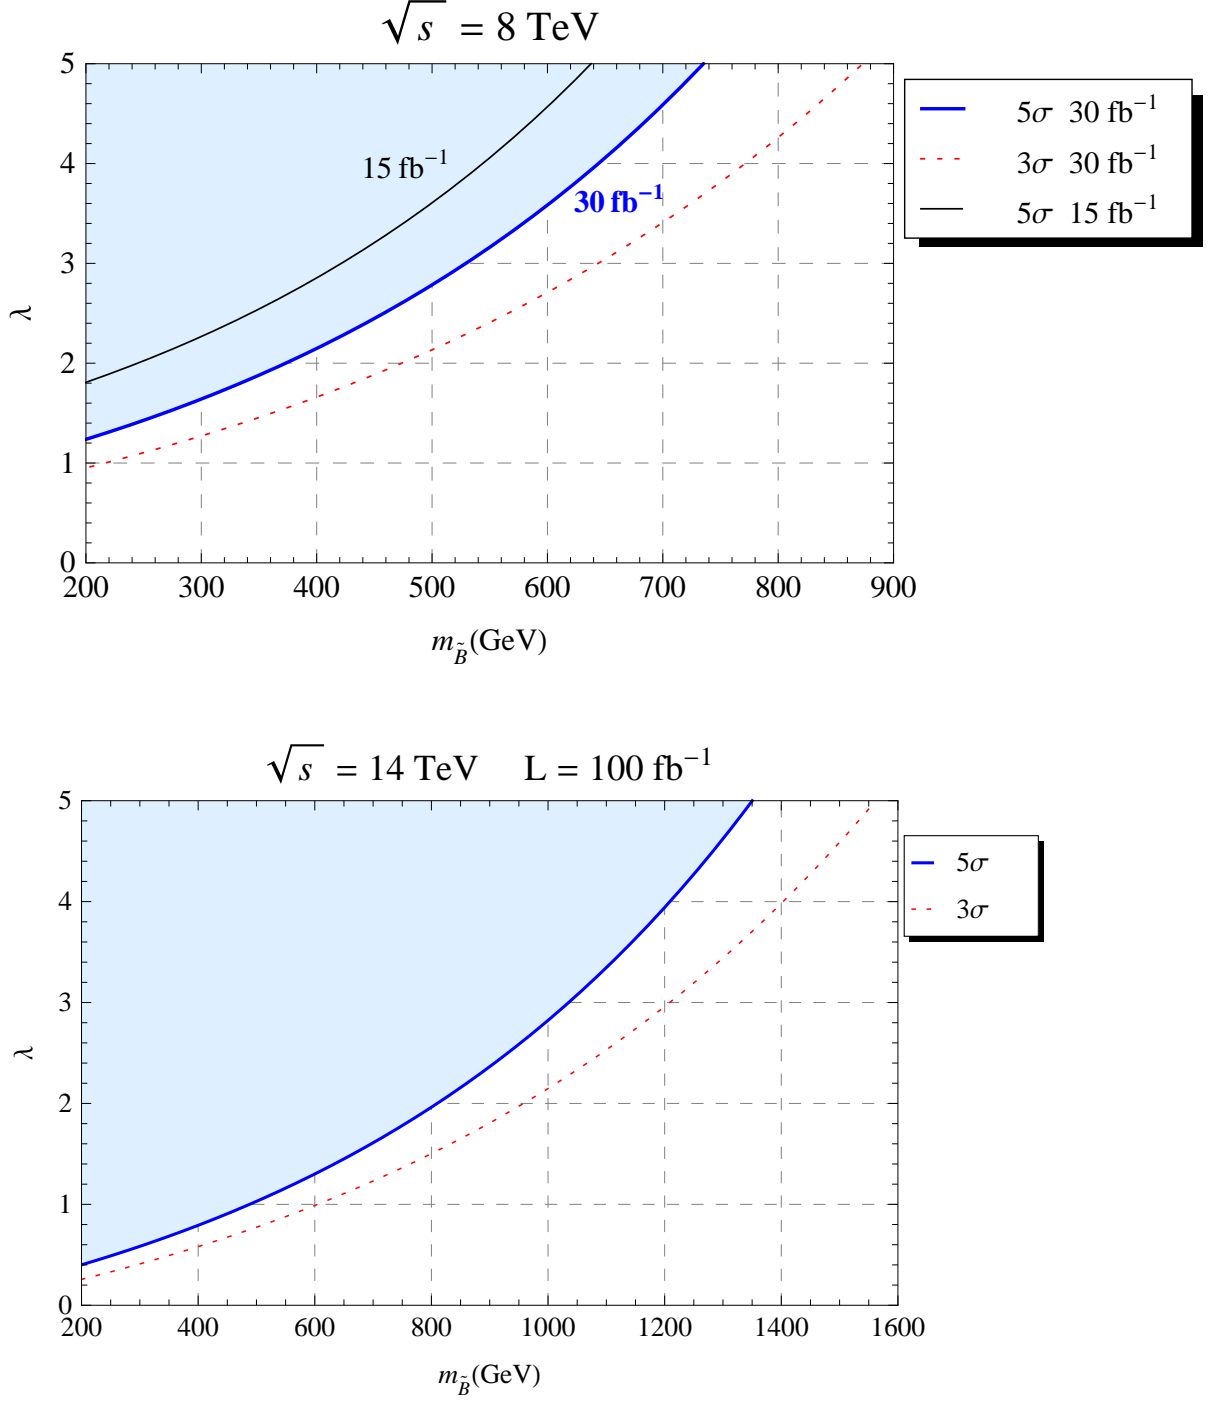 √s = 8 TeV
5
4
3
2
1
0
λ
15 fb⁻¹
30 fb⁻¹
200 300 400 500 600 700 800 900
m_B̃(GeV)
5σ 30 fb⁻¹
3σ 30 fb⁻¹
5σ 15 fb⁻¹
√s = 14 TeV L = 100 fb⁻¹
5
4
3
2
1
0
λ
200 400 600 800 1000 1200 1400 1600
m_B̃(GeV)
5σ
3σ